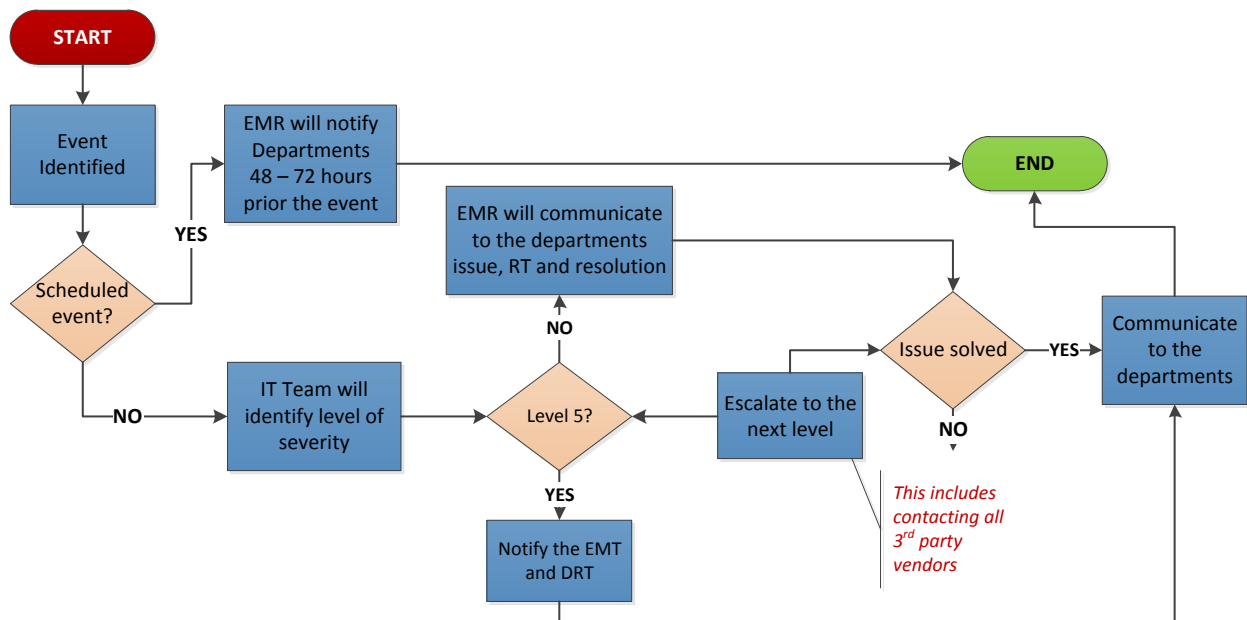 START
Event
Identified
EMR will notify
Departments
48 – 72 hours
prior the event
END
YES
EMR will communicate
to the departments
issue, RT and resolution
Scheduled
event?
NO
Issue solved
YES
Communicate
to the
departments
NO
IT Team will
identify level of
severity
Level 5?
Escalate to the
next level
NO
YES
This includes
contacting all
3rd party
vendors
Notify the EMT
and DRT